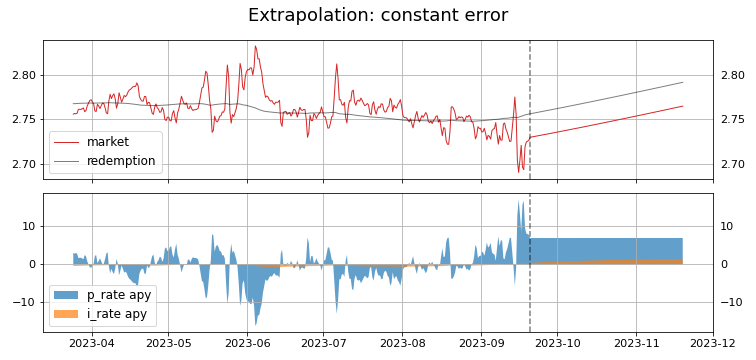 Extrapolation: constant error
2.80 2.80
2.75 2.75
2.70 2.70
market
redemption
10 10
0 0
−10 −10
p_rate apy
i_rate apy
2023-04 2023-05 2023-06 2023-07 2023-08 2023-09 2023-10 2023-11 2023-12